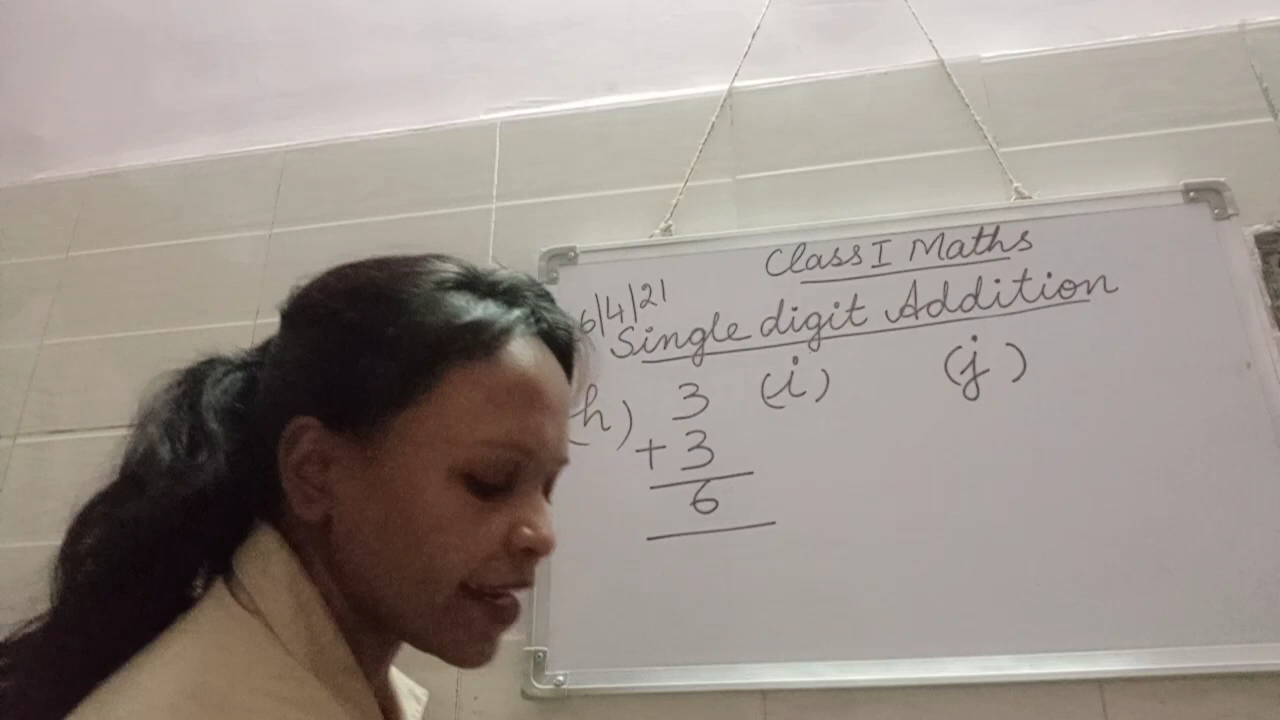 Class I Maths
6/4/21
Single digit Addition
(h) 3 (i) (j)
+ 3
6